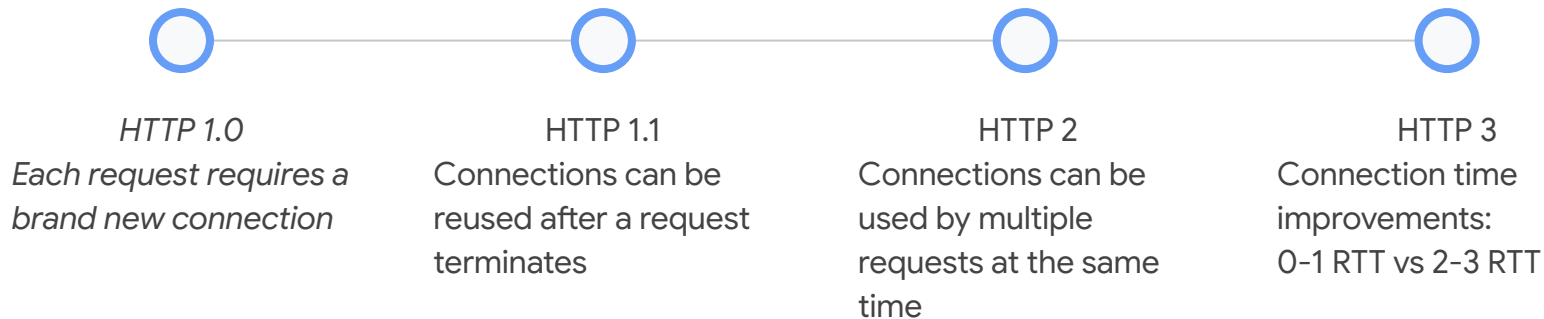 HTTP 1.0
Each request requires a
brand new connection
HTTP 1.1
Connections can be
reused after a request
terminates
HTTP 2
Connections can be
used by multiple
requests at the same
time
HTTP 3
Connection time
improvements:
0-1 RTT vs 2-3 RTT